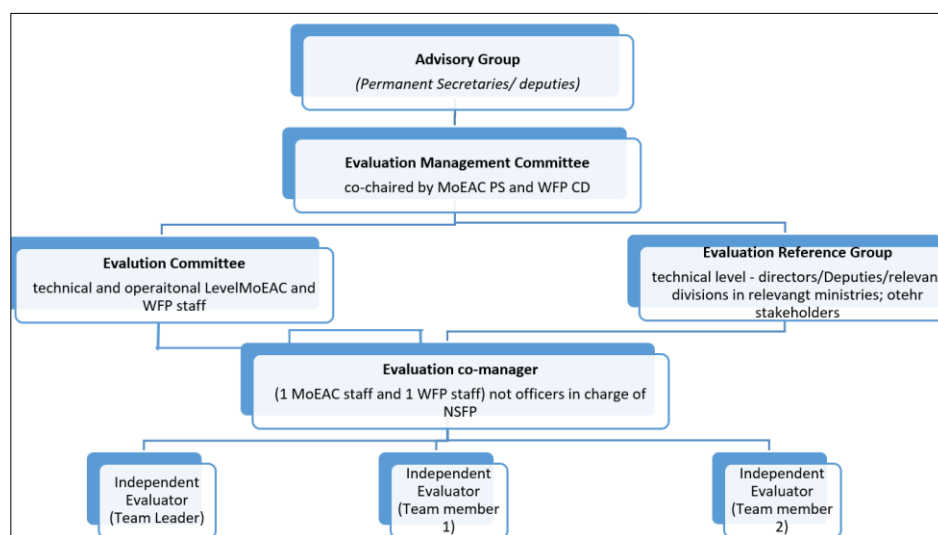 Advisory Group
(Permanent Secretaries/ deputies)
Evaluation Management Committee
co-chaired by MoEAC PS and WFP CD
Evalution Committee
technical and operaitonal LevelMoEAC and
WFP staff
Evaluation Reference Group
technical level - directors/Deputies/relevan
divisions in relevangt ministries; otehr
stakeholders
Evaluation co-manager
(1 MoEAC staff and 1 WFP staff) not officers in charge of
NSFP
Independent
Evaluator
(Team Leader)
Independent
Evaluator
(Team member
1)
Independent
Evaluator
(Team member
2)